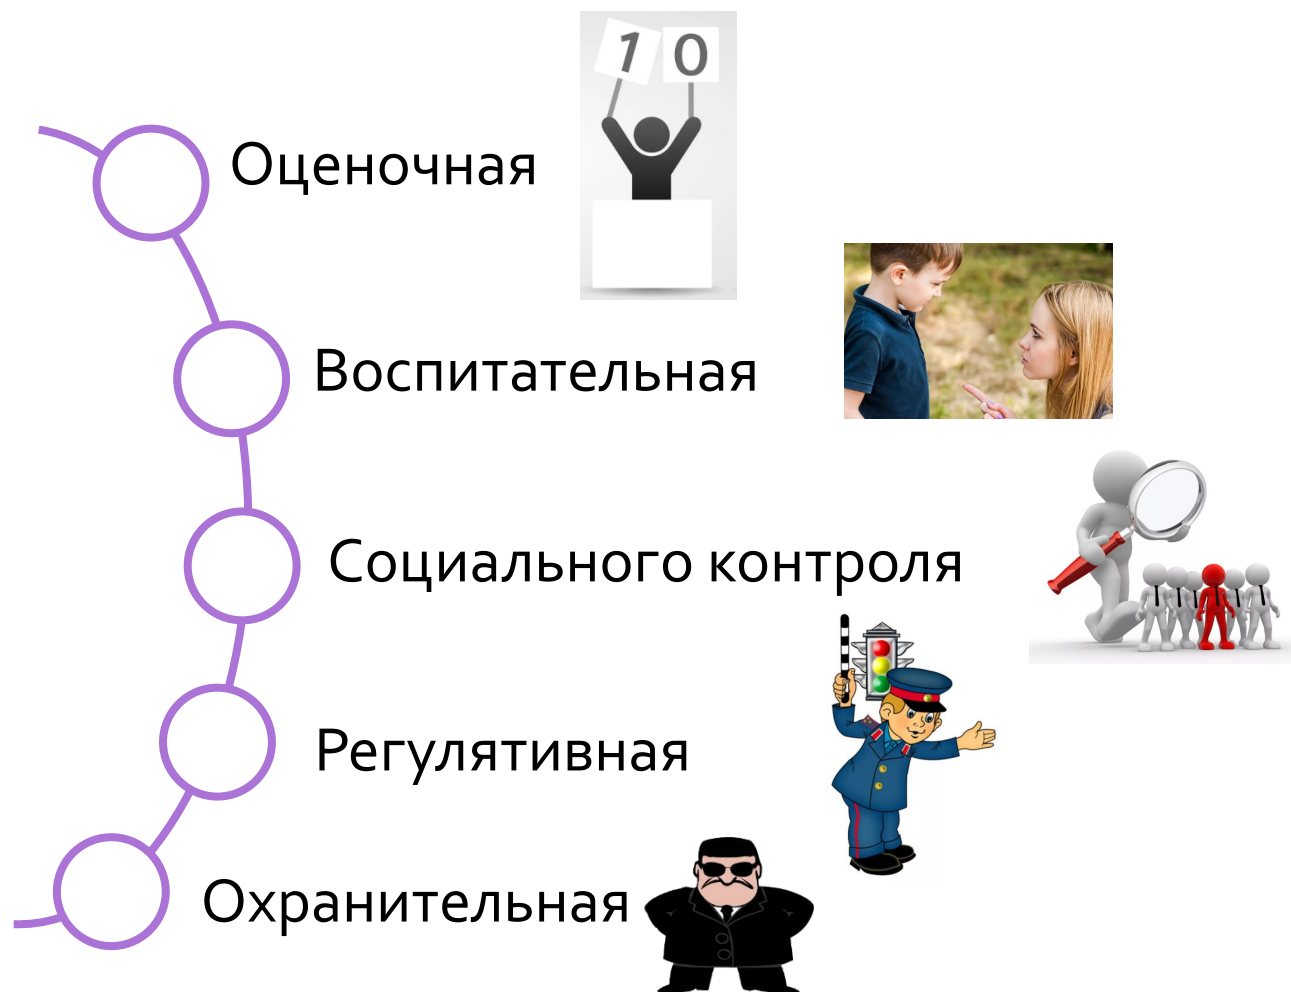 1 0
Оценочная
Воспитательная
Социального контроля
Регулятивная
Охранительная